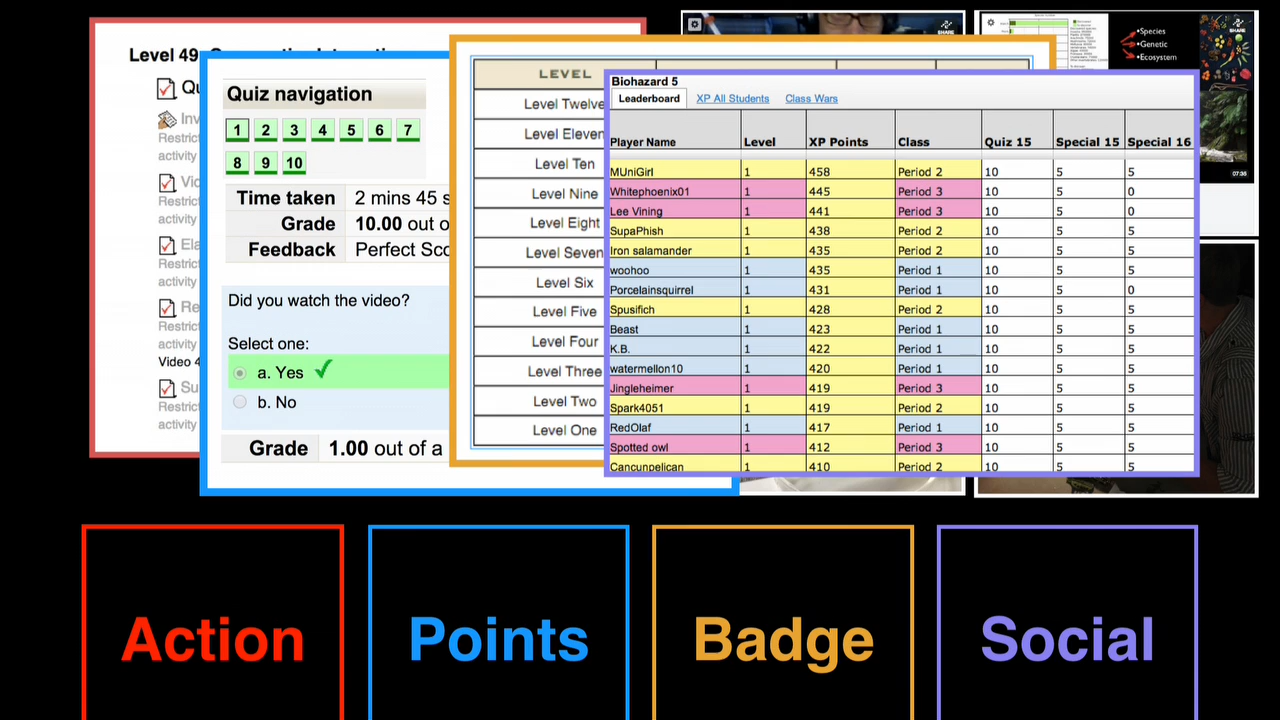 Level 49
Qu
Inv
Restric
activity
Vid
Restric
activity
Ela
Restric
activity
Re
Restric
activity
Video 4
Su
Restric
activity
Quiz navigation
1 2 3 4 5 6 7
8 9 10
Time taken 2 mins 45 s
Grade 10.00 out o
Feedback Perfect Sco
Did you watch the video?
Select one:
a. Yes
b. No
Grade 1.00 out of a
LEVEL
Level Twelve
Level Eleven
Level Ten
Level Nine
Level Eight
Level Seven
Level Six
Level Five
Level Four
Level Three
Level Two
Level One
SHARE
•Species
•Genetic
•Ecosystem
SHARE
07:36
Biohazard 5
Leaderboard XP All Students Class Wars
Player Name Level XP Points Class Quiz 15 Special 15 Special 16
MUniGirl 1 458 Period 2 10 5 5
Whitephoenix01 1 445 Period 3 10 5 0
Lee Vining 1 441 Period 3 10 5 0
SupaPhish 1 438 Period 2 10 5 5
Iron salamander 1 435 Period 2 10 5 5
woohoo 1 435 Period 1 10 5 5
Porcelainsquirrel 1 431 Period 1 10 5 0
Spusifich 1 428 Period 2 10 5 5
Beast 1 423 Period 1 10 5 5
K.B. 1 422 Period 1 10 5 5
watermellon10 1 420 Period 1 10 5 5
Jingleheimer 1 419 Period 3 10 5 5
Spark4051 1 419 Period 2 10 5 5
RedOlaf 1 417 Period 1 10 5 5
Spotted owl 1 412 Period 3 10 5 5
Cancunpelican 1 410 Period 2 10 5 5
Action
Points
Badge
Social